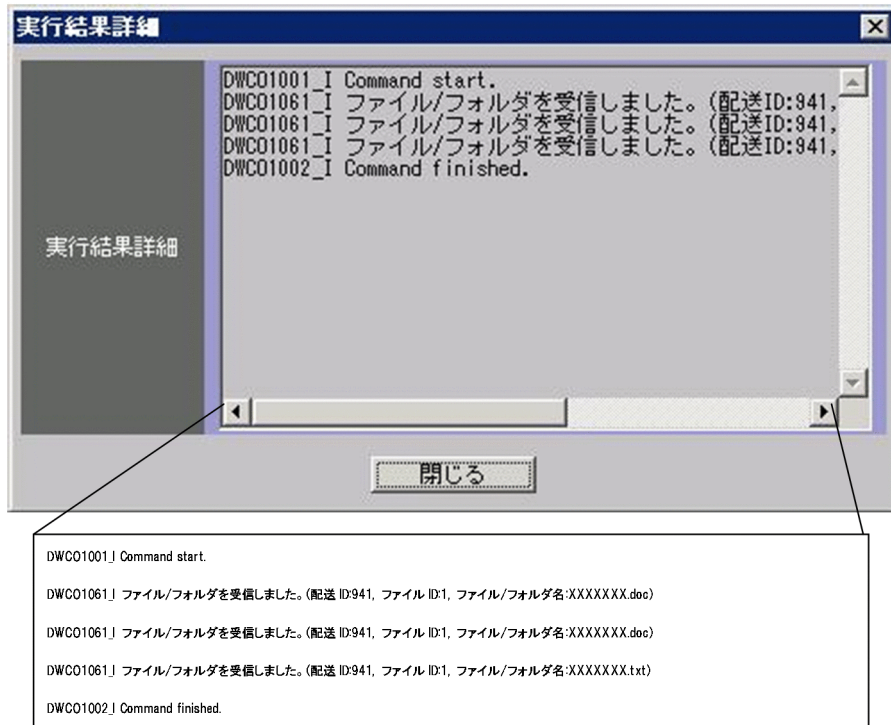 実行結果詳細
DWCO1001_I Command start.
DWCO1061_I ファイル/フォルダを受信しました。(配送ID:941,
DWCO1061_I ファイル/フォルダを受信しました。(配送ID:941,
DWCO1061_I ファイル/フォルダを受信しました。(配送ID:941,
DWCO1002_I Command finished.
実行結果詳細
閉じる
DWCO1001_I Command start.
DWCO1061_I ファイル/フォルダを受信しました。(配送 ID:941, ファイル ID:1, ファイル/フォルダ名:XXXXXXX.doc)
DWCO1061_I ファイル/フォルダを受信しました。(配送 ID:941, ファイル ID:1, ファイル/フォルダ名:XXXXXXX.doc)
DWCO1061_I ファイル/フォルダを受信しました。(配送 ID:941, ファイル ID:1, ファイル/フォルダ名:XXXXXXX.txt)
DWCO1002_I Command finished.